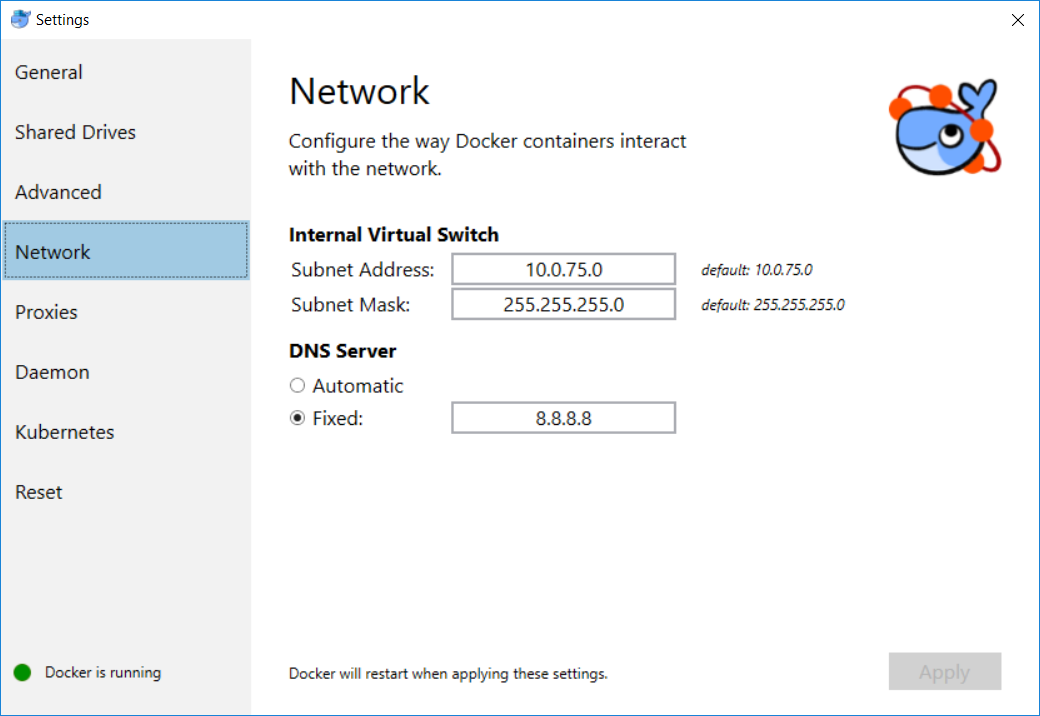 Settings
General
Shared Drives
Advanced
Network
Proxies
Daemon
Kubernetes
Reset
Docker is running
Network
Configure the way Docker containers interact
with the network.
Internal Virtual Switch
Subnet Address: 10.0.75.0 default: 10.0.75.0
Subnet Mask: 255.255.255.0 default: 255.255.255.0
DNS Server
Automatic
Fixed: 8.8.8.8
Docker will restart when applying these settings.
Apply